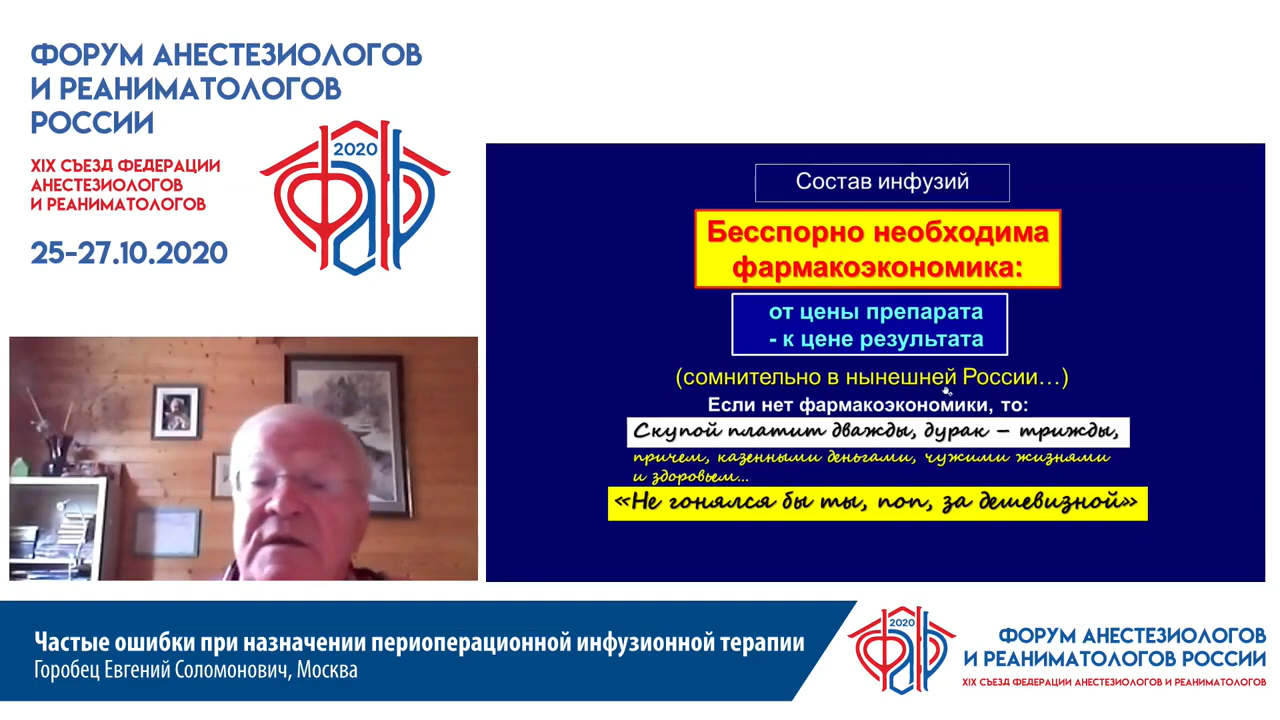 ФОРУМ АНЕСТЕЗИОЛОГОВ
И РЕАНИМАТОЛОГОВ
РОССИИ
XIX СЪЕЗД ФЕДЕРАЦИИ
АНЕСТЕЗИОЛОГОВ
И РЕАНИМАТОЛОГОВ
25-27.10.2020
2020
ФАР
Состав инфузий
Бесспорно необходима
фармакоэкономика:
от цены препарата
- к цене результата
(сомнительно в нынешней России...)
Если нет фармакоэкономики, то:
Скупой платит дважды, дурак – трижды,
причем, казенными деньгами, чужими жизнями
и здоровьем...
«Не гонялся бы ты, поп, за дешевизной»
Частые ошибки при назначении периоперационной инфузионной терапии
Горобец Евгений Соломонович, Москва
2020
ФАР
ФОРУМ АНЕСТЕЗИОЛОГОВ
И РЕАНИМАТОЛОГОВ РОССИИ
XIX СЪЕЗД ФЕДЕРАЦИИ АНЕСТЕЗИОЛОГОВ И РЕАНИМАТОЛОГОВ